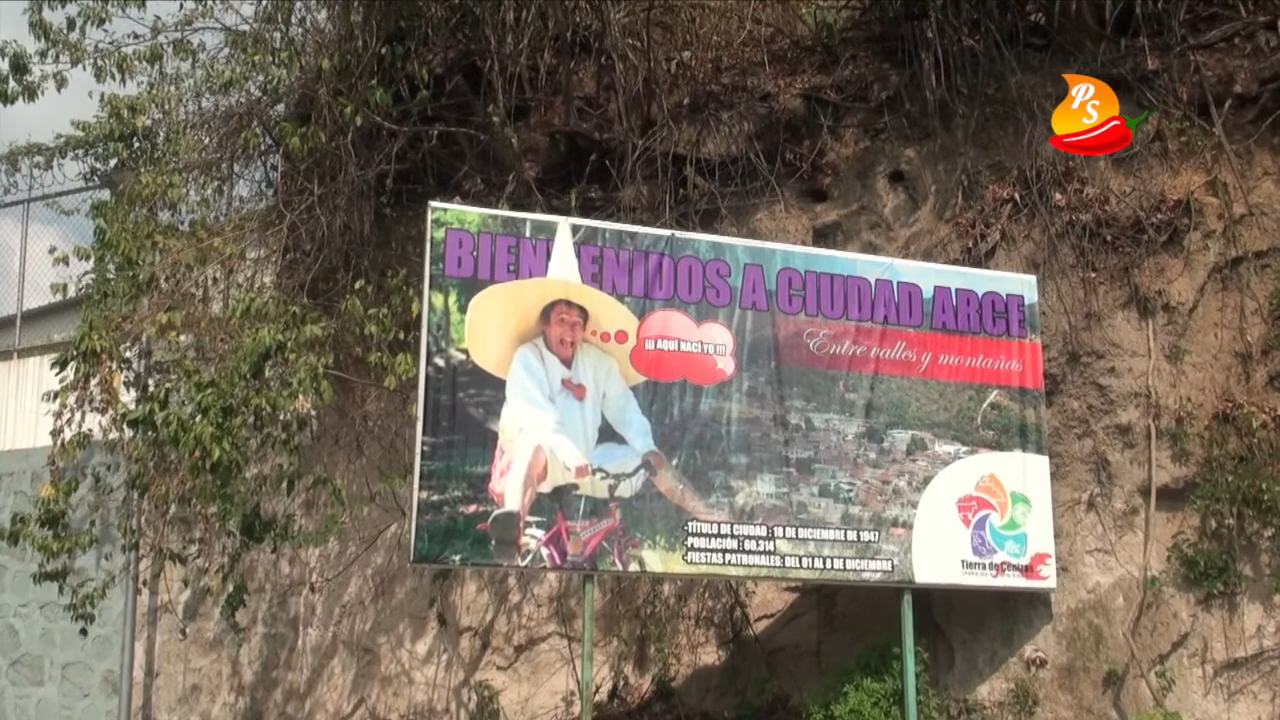 PS
BIENVENIDOS A CIUDAD ARCE
Entre valles y montañas
¡¡¡ AQUÍ NACÍ YO !!!
-TÍTULO DE CIUDAD : 18 DE DICIEMBRE DE 1947
-POBLACIÓN : 60,314
-FIESTAS PATRONALES: DEL 01 AL 8 DE DICIEMBRE
Tierra de Cenizas